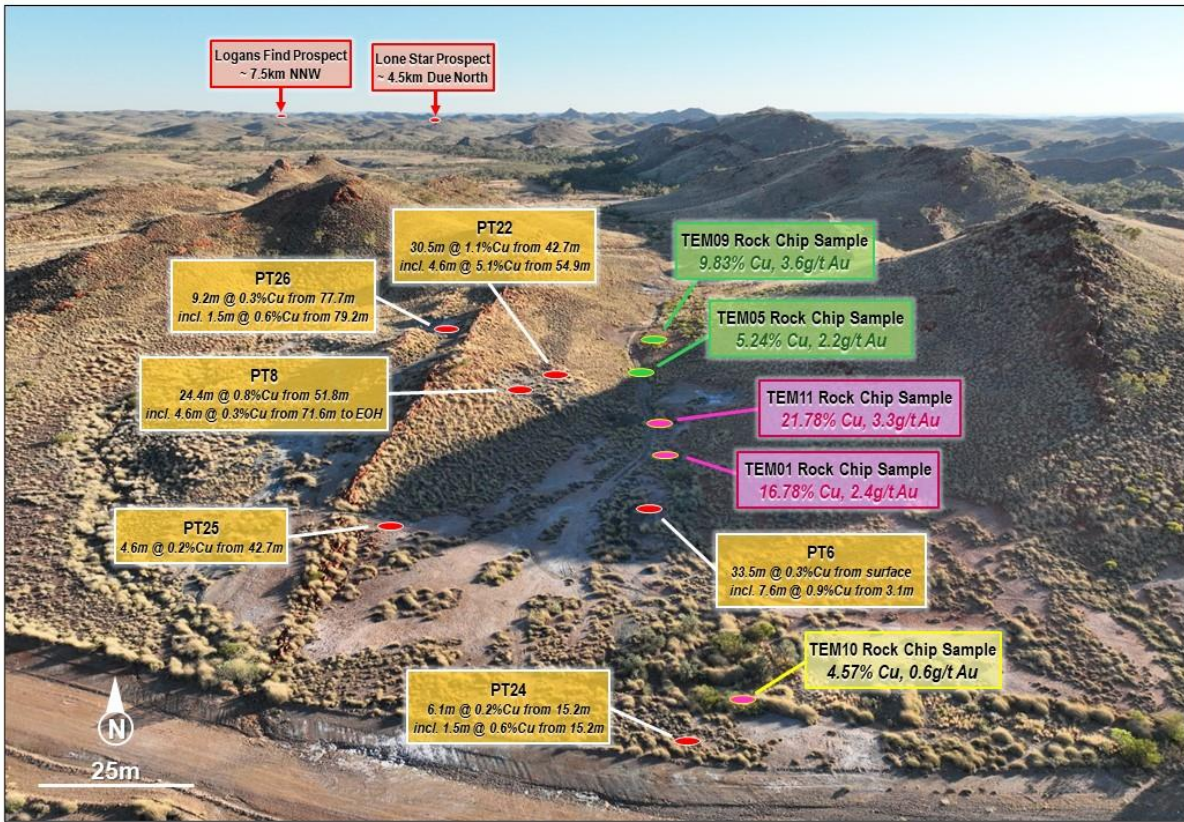 Logans Find Prospect
~ 7.5km NNW
Lone Star Prospect
~ 4.5km Due North
PT22
30.5m @ 1.1%Cu from 42.7m
incl. 4.6m @ 5.1%Cu from 54.9m
TEM09 Rock Chip Sample
9.83% Cu, 3.6g/t Au
PT26
9.2m @ 0.3%Cu from 77.7m
incl. 1.5m @ 0.6%Cu from 79.2m
TEM05 Rock Chip Sample
5.24% Cu, 2.2g/t Au
PT8
24.4m @ 0.8%Cu from 51.8m
incl. 4.6m @ 0.3%Cu from 71.6m to EOH
TEM11 Rock Chip Sample
21.78% Cu, 3.3g/t Au
TEM01 Rock Chip Sample
16.78% Cu, 2.4g/t Au
PT25
4.6m @ 0.2%Cu from 42.7m
PT6
33.5m @ 0.3%Cu from surface
incl. 7.6m @ 0.9%Cu from 3.1m
TEM10 Rock Chip Sample
4.57% Cu, 0.6g/t Au
PT24
6.1m @ 0.2%Cu from 15.2m
incl. 1.5m @ 0.6%Cu from 15.2m
N
25m